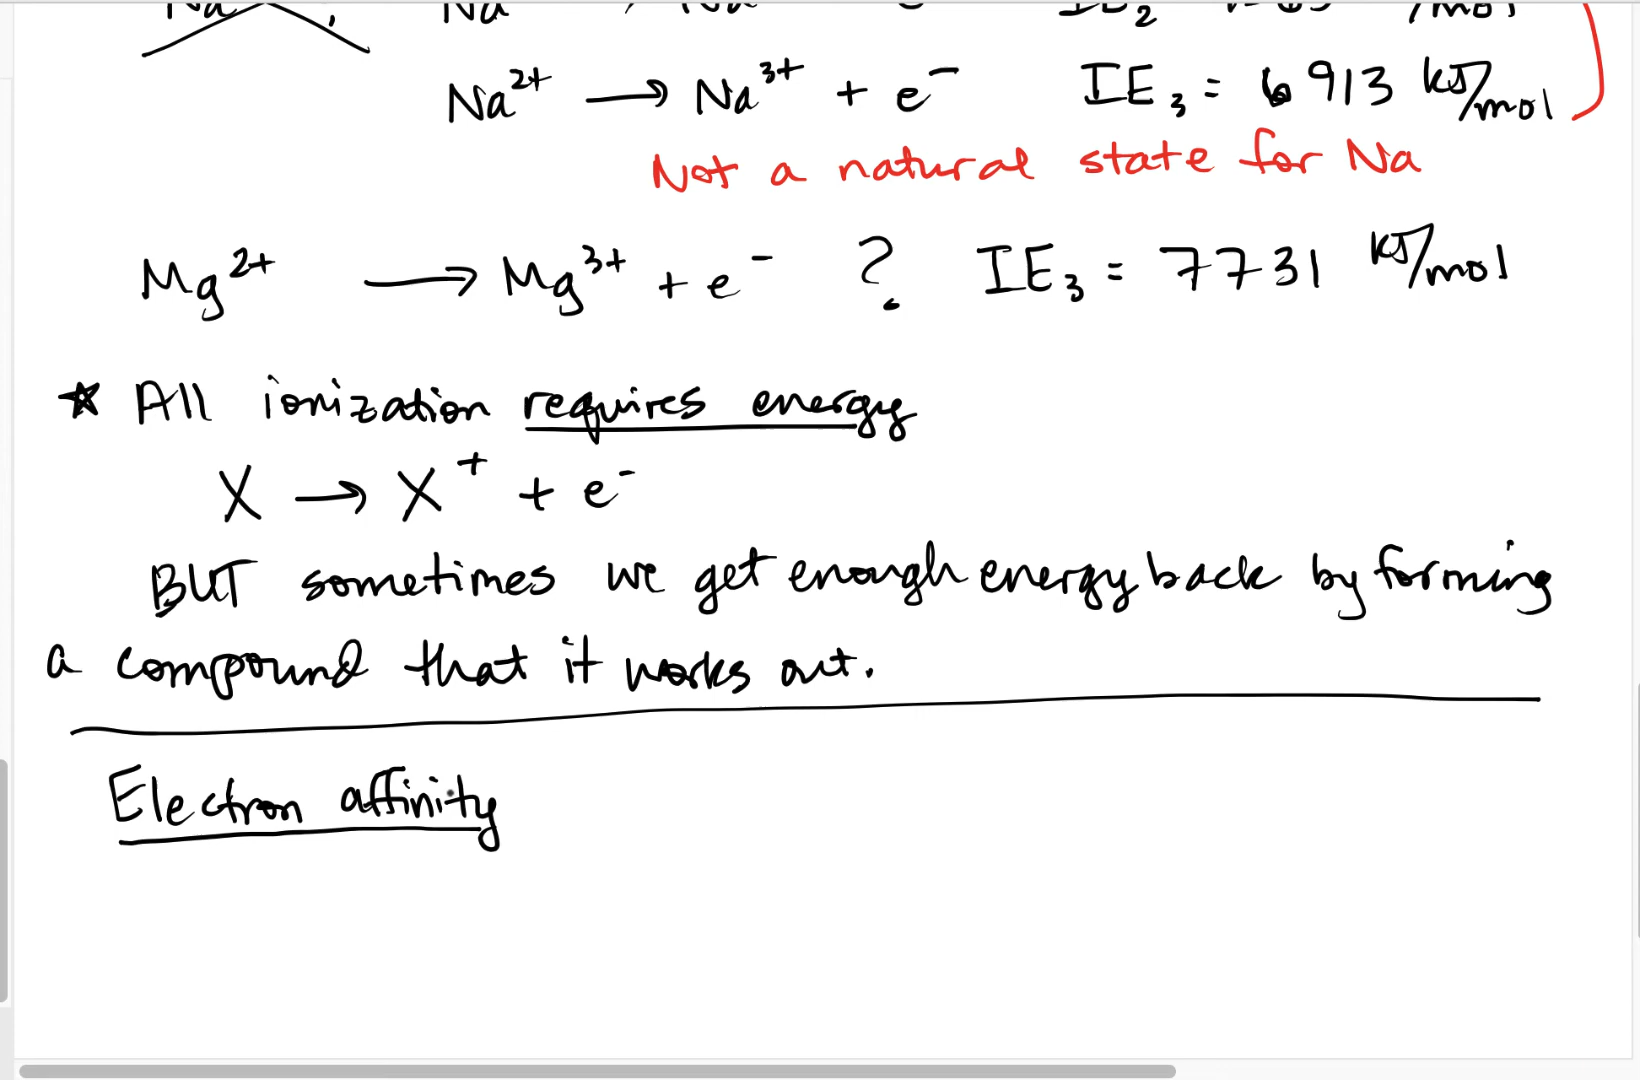 Na²⁺ → Na³⁺ + e⁻ IE₃ = 6913 kJ/mol
Not a natural state for Na
Mg²⁺ → Mg³⁺ + e⁻ ? IE₃ = 7731 kJ/mol
★ All ionization requires energy
X → X⁺ + e⁻
BUT sometimes we get enough energy back by forming
a compound that it works out.
Electron affinity